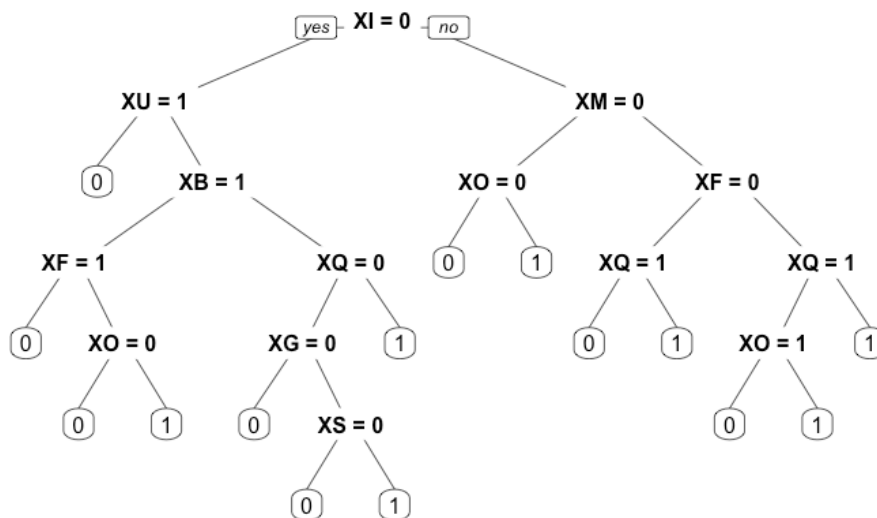 yes XI = 0 no
XU = 1 XM = 0
0 XB = 1 XO = 0 XF = 0
XF = 1 XQ = 0 0 1 XQ = 1 XQ = 1
0 XO = 0 XG = 0 1 0 1 XO = 1 1
0 1 0 XS = 0 0 1
0 1